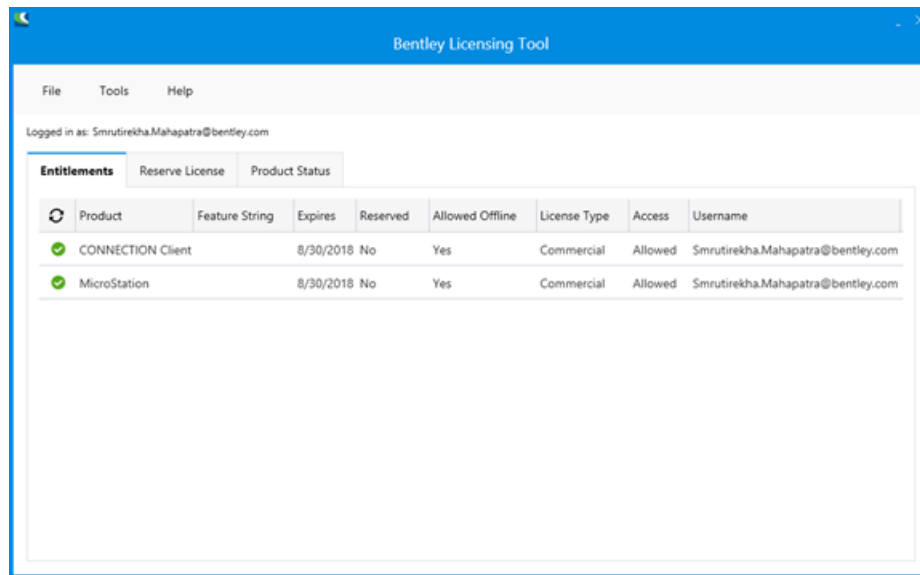 Bentley Licensing Tool
File Tools Help
Logged in as: Smrutirekha.Mahapatra@bentley.com
Entitlements Reserve License Product Status
Product Feature String Expires Reserved Allowed Offline License Type Access Username
CONNECTION Client 8/30/2018 No Yes Commercial Allowed Smrutirekha.Mahapatra@bentley.com
MicroStation 8/30/2018 No Yes Commercial Allowed Smrutirekha.Mahapatra@bentley.com